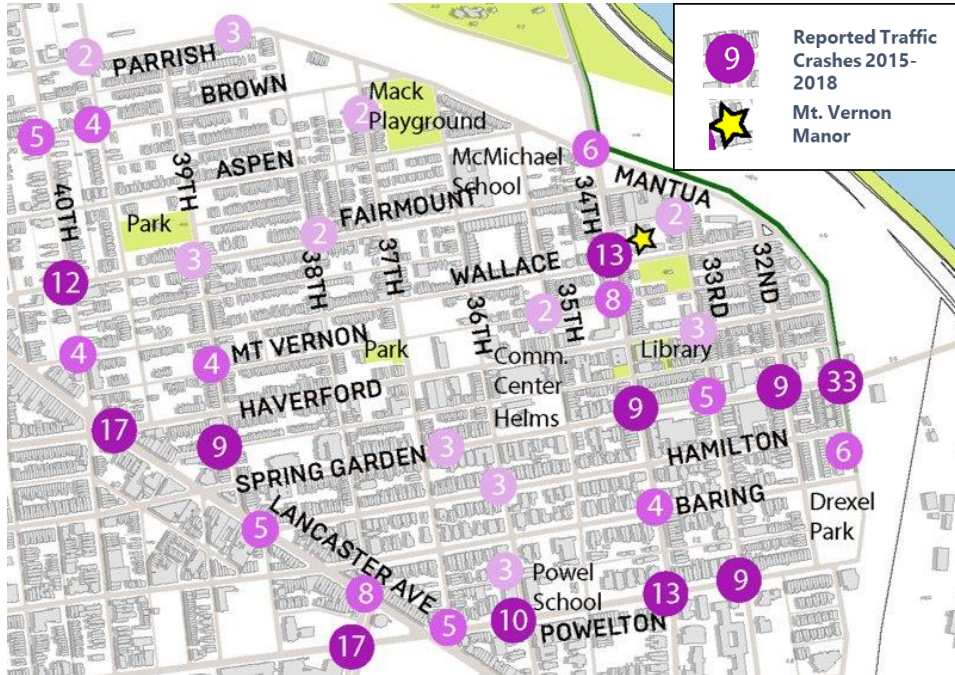 9
Reported Traffic
Crashes 2015-
2018
Mt. Vernon
Manor
3
2
PARRISH
BROWN
Mack
Playground
2
4
5
ASPEN
39TH
McMichael
School
6
MANTUA
40TH
Park
FAIRMOUNT
34TH
2
2
3
38TH
37TH
WALLACE
13
33RD
32ND
12
36TH
35TH
8
2
3
4
4
MT VERNON
Park
Comm.
Center
Helms
Library
HAVERFORD
9
5
9
33
17
9
SPRING GARDEN
3
HAMILTON
6
3
4
BARING
Drexel
Park
5
LANCASTER AVE
3
Powel
School
8
13
9
5
10
POWELTON
17